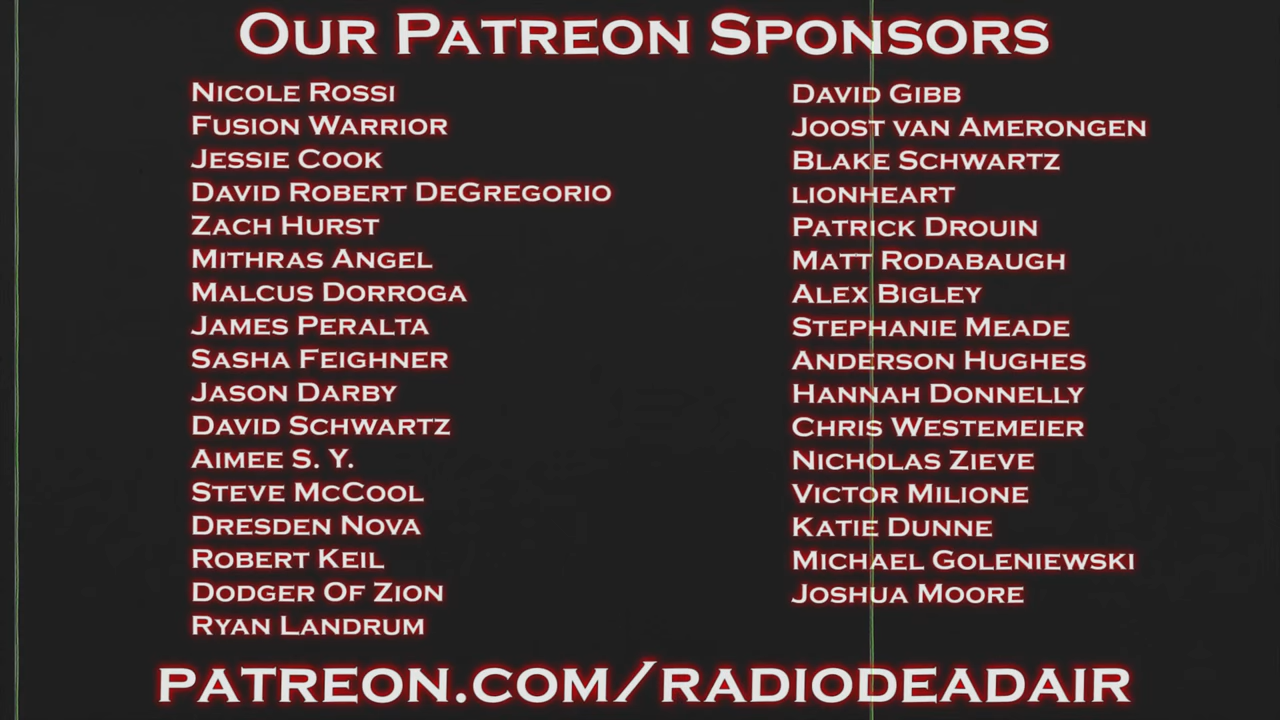 Our Patreon Sponsors
Nicole Rossi
Fusion Warrior
Jessie Cook
David Robert DeGregorio
Zach Hurst
Mithras Angel
Malcus Dorroga
James Peralta
Sasha Feighner
Jason Darby
David Schwartz
Aimee S. Y.
Steve McCool
Dresden Nova
Robert Keil
Dodger Of Zion
Ryan Landrum
David Gibb
Joost van Amerongen
Blake Schwartz
lionheart
Patrick Drouin
Matt Rodabaugh
Alex Bigley
Stephanie Meade
Anderson Hughes
Hannah Donnelly
Chris Westemeier
Nicholas Zieve
Victor Milione
Katie Dunne
Michael Goleniewski
Joshua Moore
patreon.com/radiodeadair